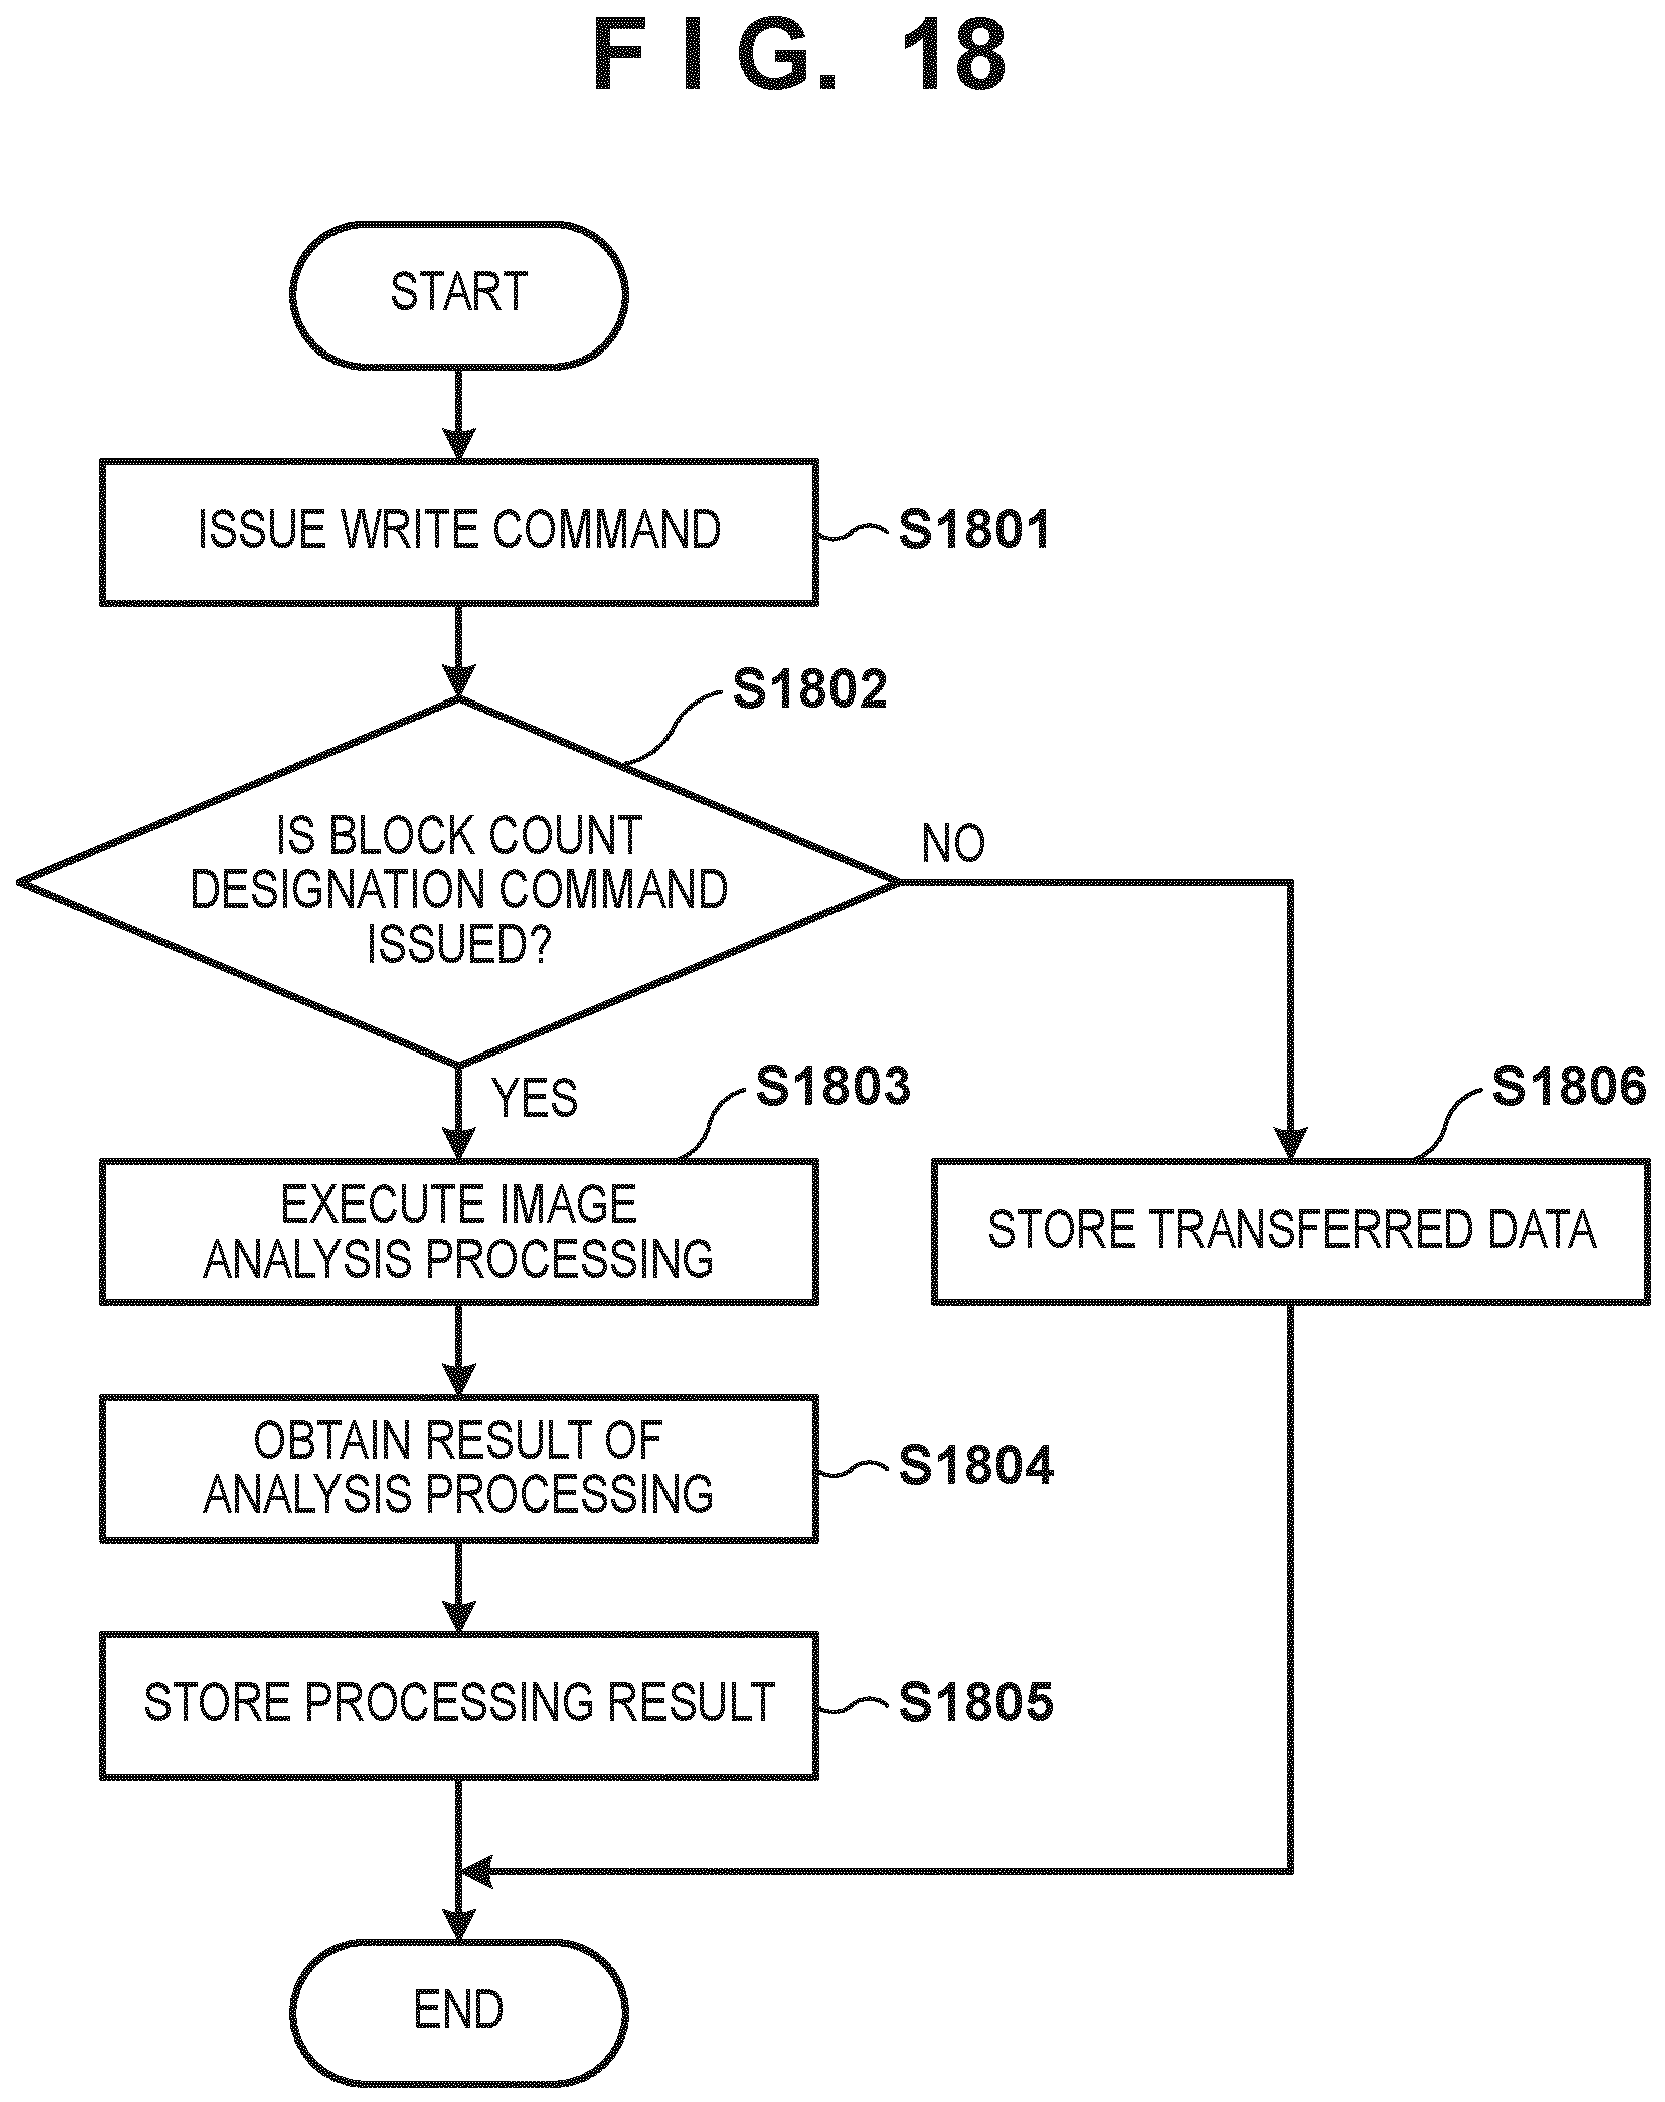 FIG. 18
START
ISSUE WRITE COMMAND
S1801
S1802
IS BLOCK COUNT
DESIGNATION COMMAND
ISSUED?
NO
YES
S1803
EXECUTE IMAGE
ANALYSIS PROCESSING
S1806
STORE TRANSFERRED DATA
OBTAIN RESULT OF
ANALYSIS PROCESSING
S1804
STORE PROCESSING RESULT
S1805
END